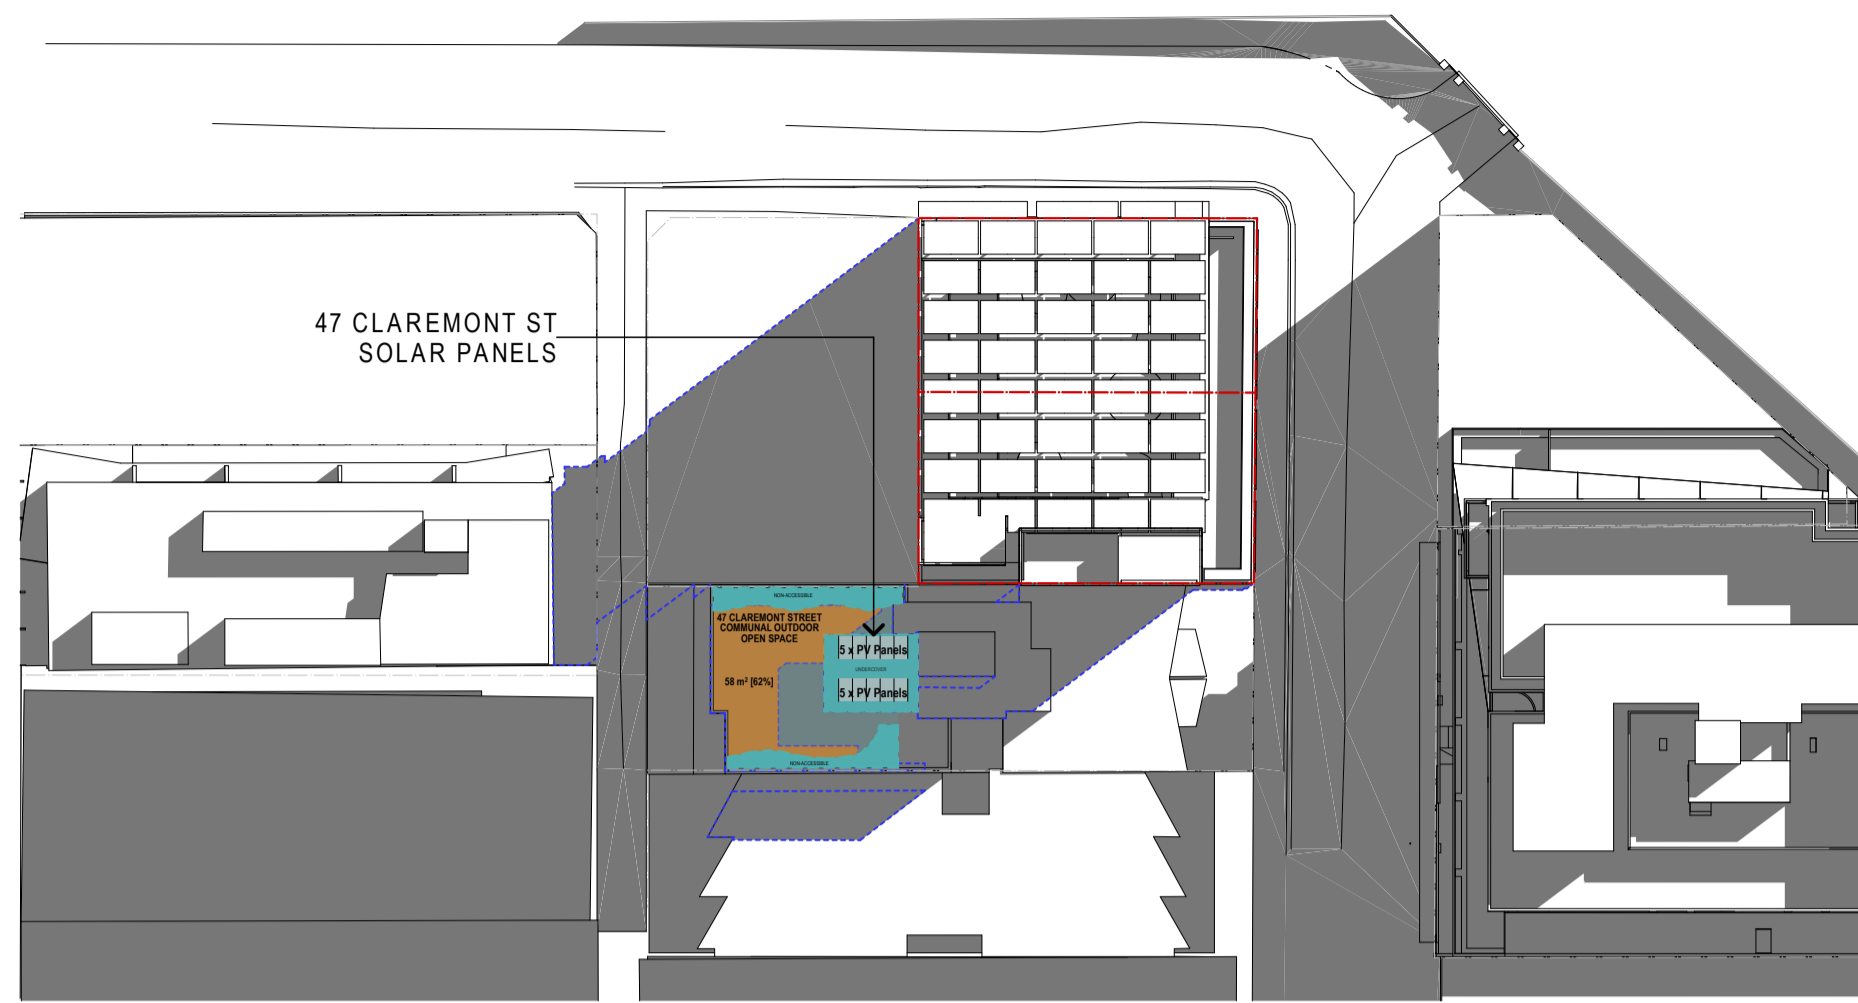 47 CLAREMONT ST
SOLAR PANELS
NON-ACCESSIBLE
47 CLAREMONT STREET
COMMUNAL OUTDOOR
OPEN SPACE
5 x PV Panels
UNDERCOVER
58 m² [62%]
5 x PV Panels
NON-ACCESSIBLE